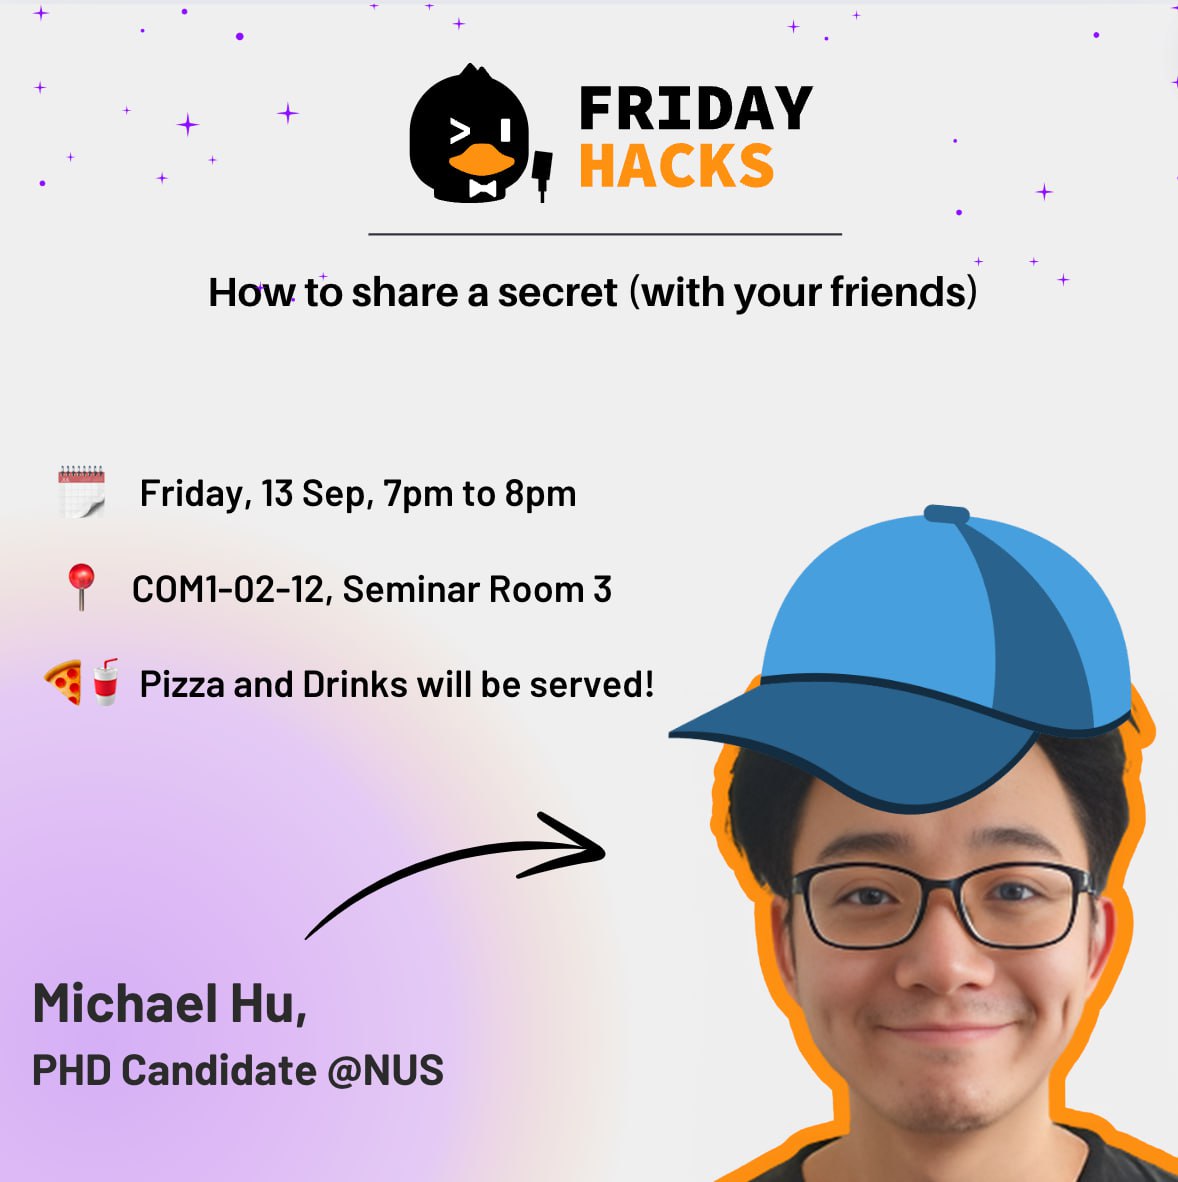 FRIDAY
HACKS
How to share a secret (with your friends)
Friday, 13 Sep, 7pm to 8pm
COM1-02-12, Seminar Room 3
Pizza and Drinks will be served!
Michael Hu,
PHD Candidate @NUS